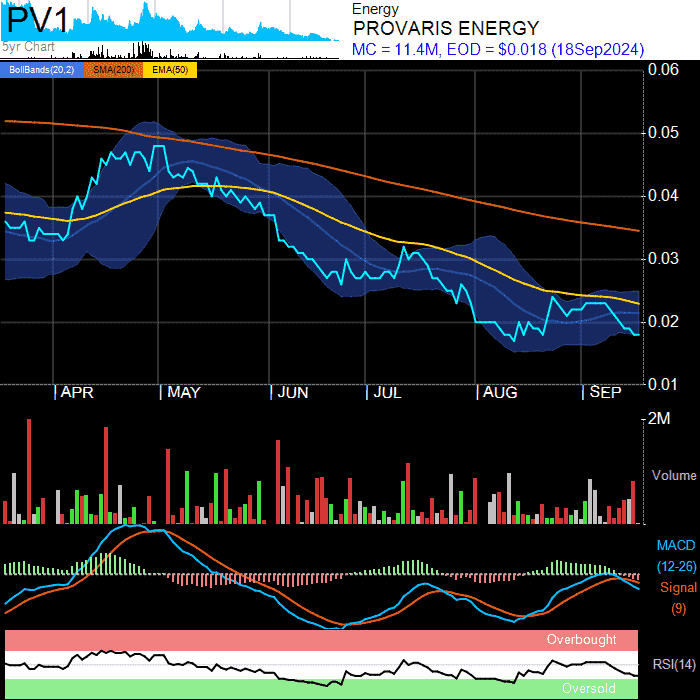 PV1
5yr Chart
Energy
PROVARIS ENERGY
MC = 11.4M, EOD = $0.018 (18Sep2024)
BollBands(20,2) SMA(200) EMA(50)
0.06
0.05
0.04
0.03
0.02
0.01
APR MAY JUN JUL AUG SEP
2M
Volume
MACD
(12-26)
Signal
(9)
Overbought
RSI(14)
Oversold